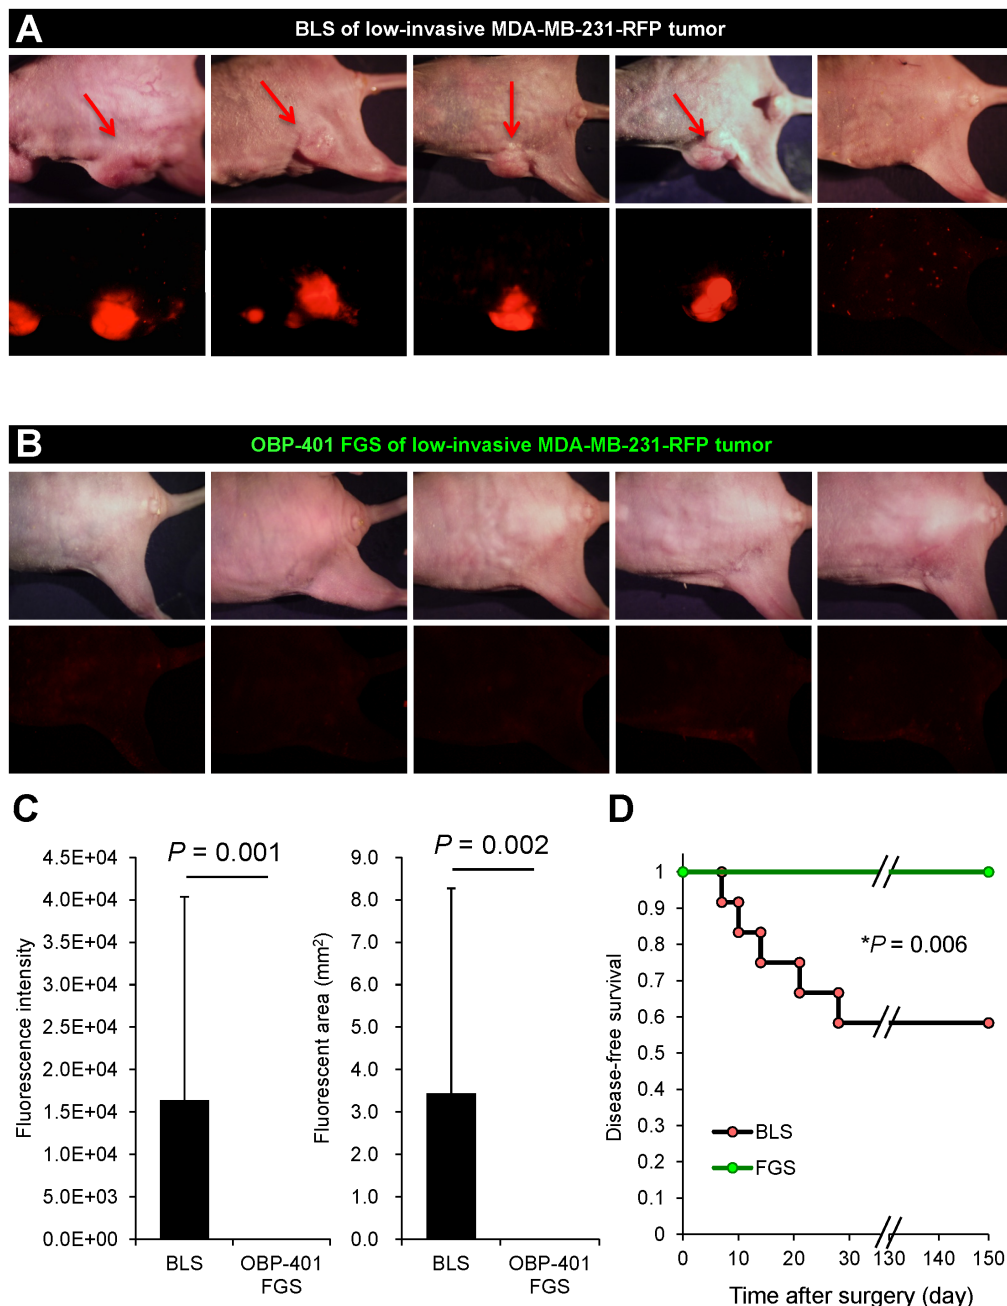 A
BLS of low-invasive MDA-MB-231-RFP tumor
B
OBP-401 FGS of low-invasive MDA-MB-231-RFP tumor
C
P = 0.001
4.5E+04
4.0E+04
3.5E+04
3.0E+04
2.5E+04
2.0E+04
1.5E+04
1.0E+04
5.0E+03
0.0E+00
Fluorescence intensity
BLS
OBP-401
FGS
P = 0.002
9.0
8.0
7.0
6.0
5.0
4.0
3.0
2.0
1.0
0.0
Fluorescent area (mm²)
BLS
OBP-401
FGS
D
1
0.9
0.8
0.7
0.6
0.5
0.4
0.3
0.2
0.1
0
Disease-free survival
*P = 0.006
BLS
FGS
0 10 20 30 130 140 150
Time after surgery (day)